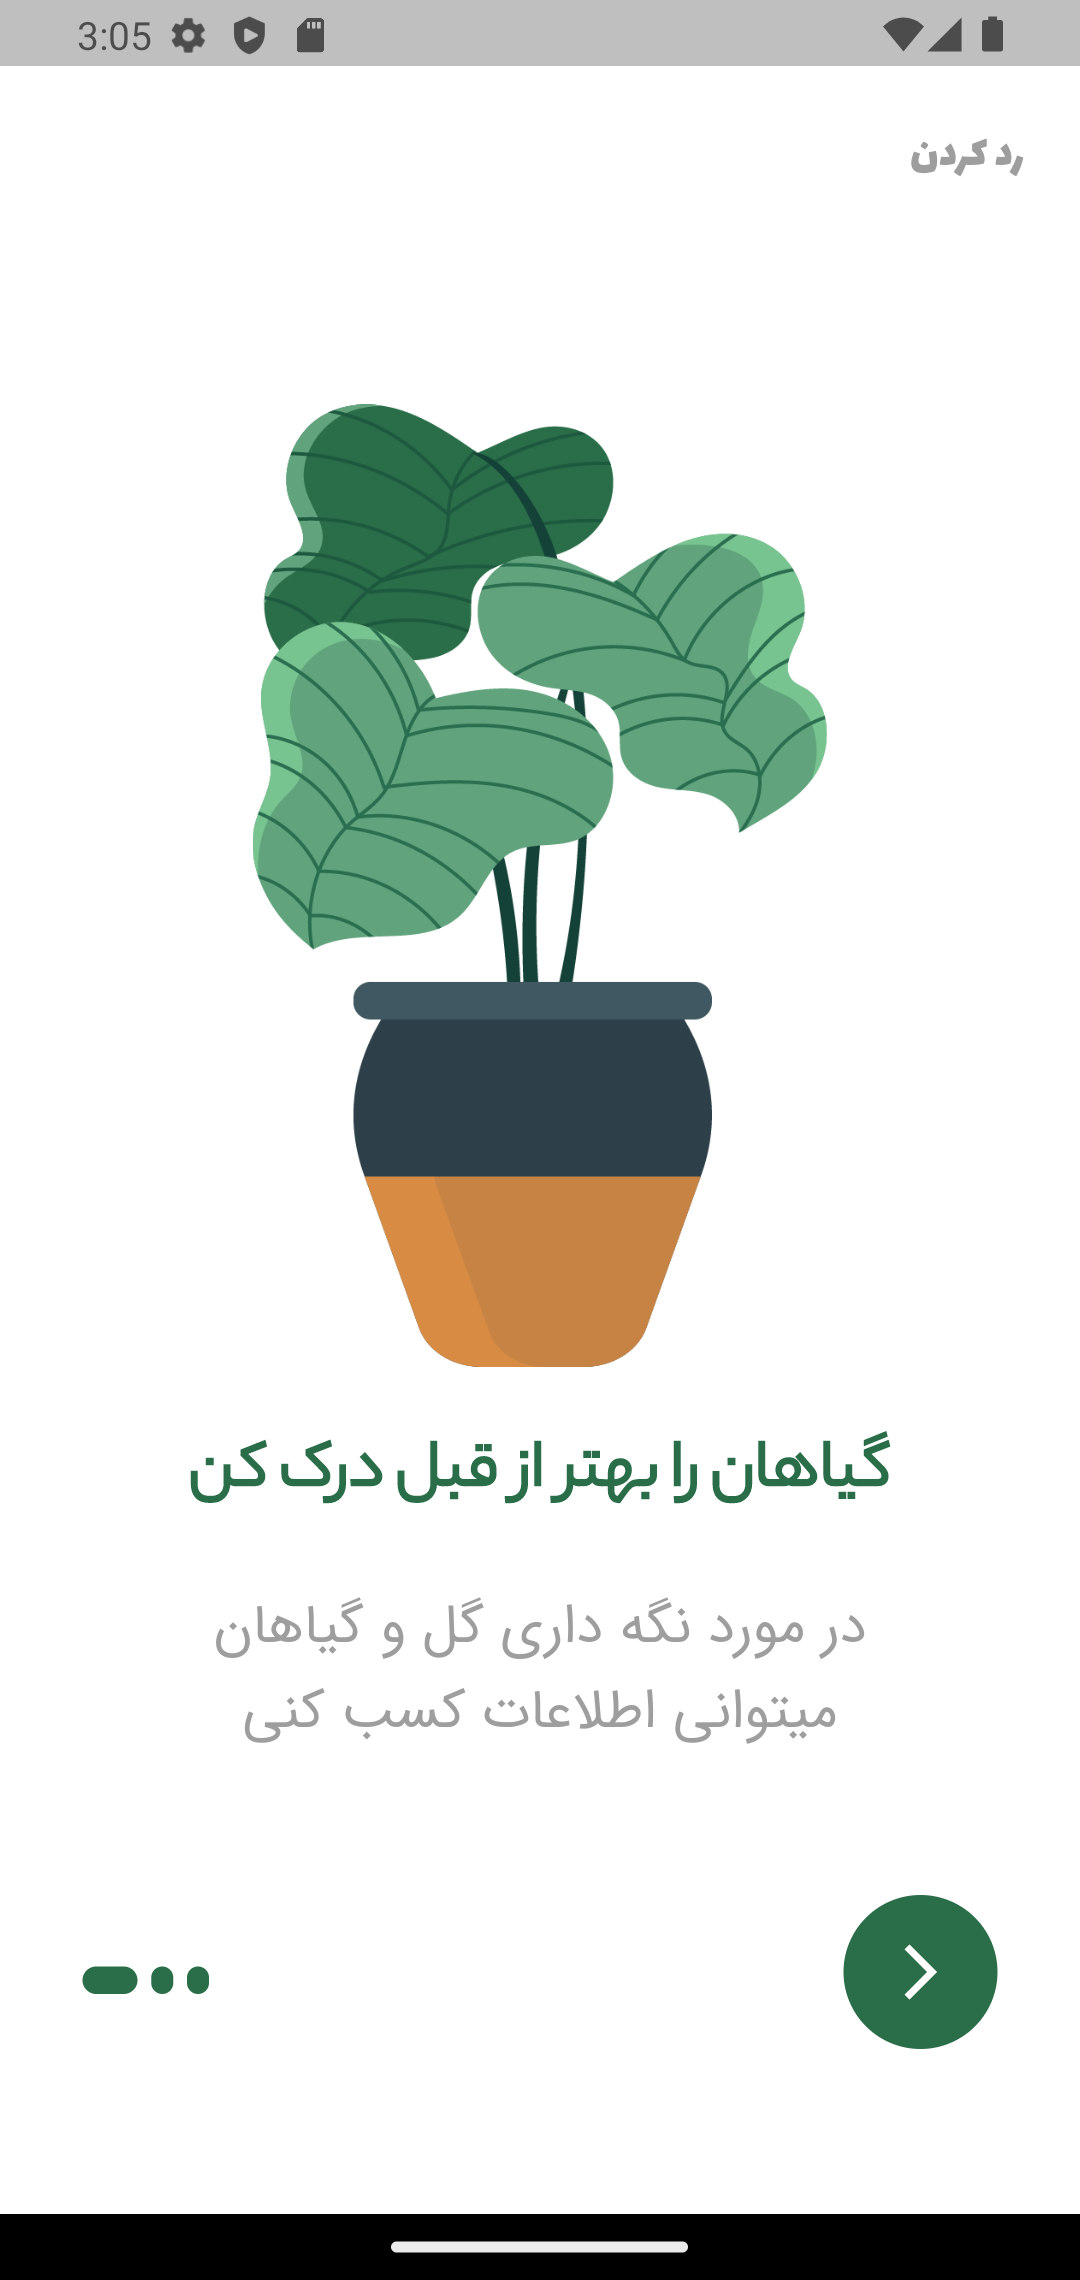 3:05
رد کردن
گیاهان را بهتر از قبل درک کن
در مورد نگه داری گل و گیاهان
میتوانی اطلاعات کسب کنی